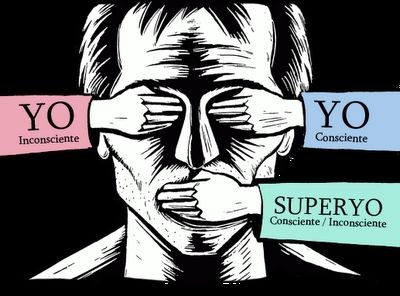 YO
Inconsciente
YO
Consciente
SUPERYO
Consciente / Inconsciente